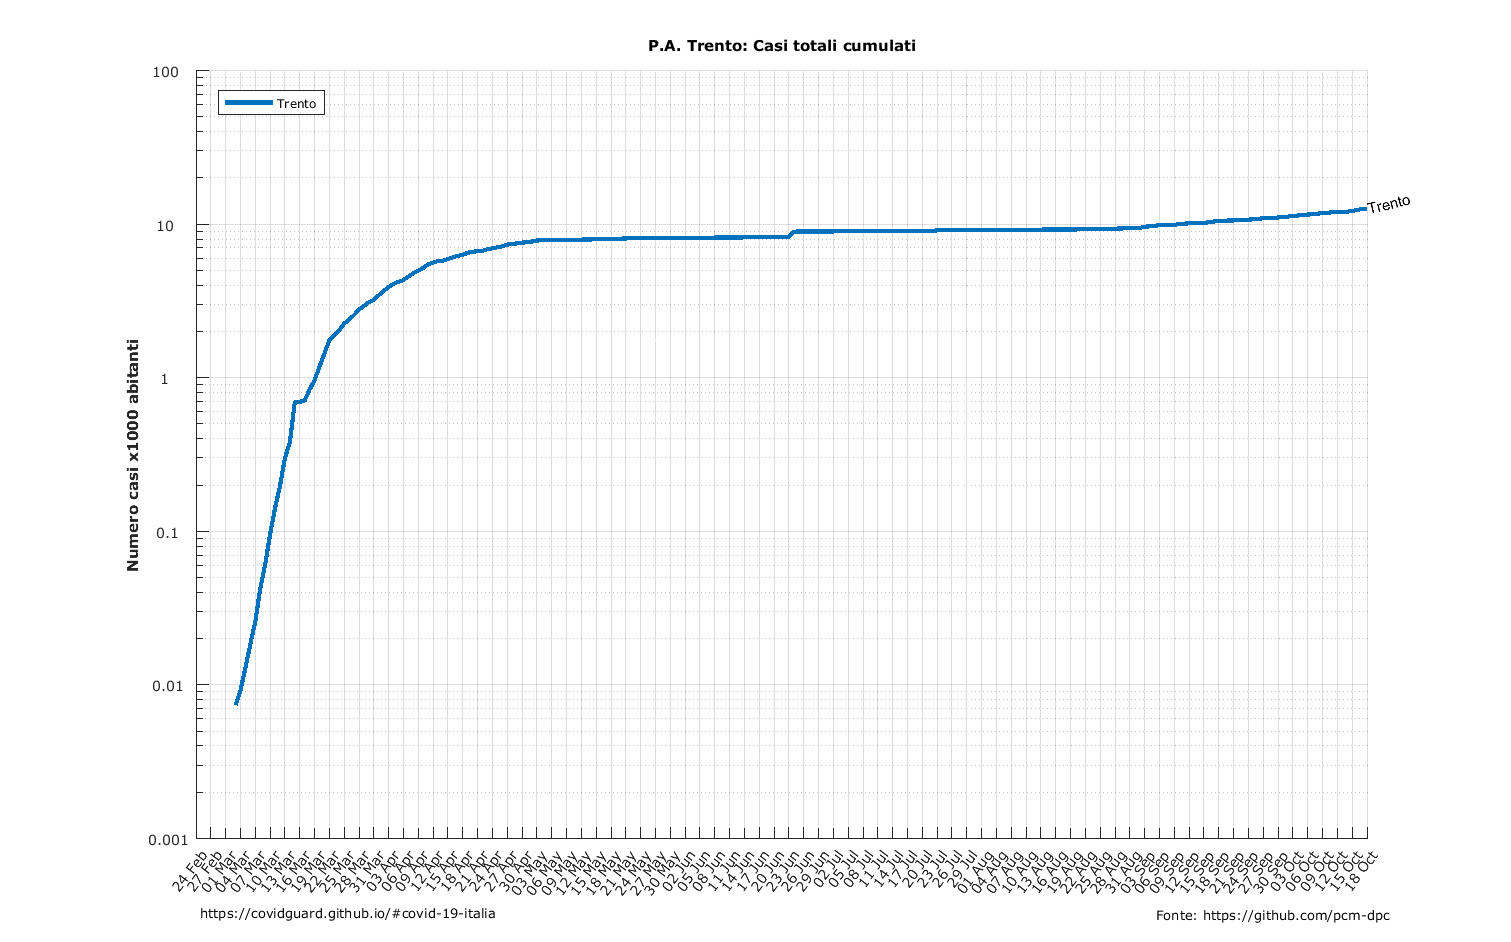 P.A. Trento: Casi totali cumulati
Trento
100
10
1
0.1
0.01
0.001
Numero casi x1000 abitanti
Trento
24 Feb
27 Feb
01 Mar
04 Mar
07 Mar
10 Mar
13 Mar
16 Mar
19 Mar
22 Mar
25 Mar
28 Mar
31 Mar
03 Apr
06 Apr
09 Apr
12 Apr
15 Apr
18 Apr
21 Apr
24 Apr
27 Apr
30 Apr
03 May
06 May
09 May
12 May
15 May
18 May
21 May
24 May
27 May
30 May
02 Jun
05 Jun
08 Jun
11 Jun
14 Jun
17 Jun
20 Jun
23 Jun
26 Jun
29 Jun
02 Jul
05 Jul
08 Jul
11 Jul
14 Jul
17 Jul
20 Jul
23 Jul
26 Jul
29 Jul
01 Aug
04 Aug
07 Aug
10 Aug
13 Aug
16 Aug
19 Aug
22 Aug
25 Aug
28 Aug
31 Aug
03 Sep
06 Sep
09 Sep
12 Sep
15 Sep
18 Sep
21 Sep
24 Sep
27 Sep
30 Sep
03 Oct
06 Oct
09 Oct
12 Oct
15 Oct
18 Oct
https://covidguard.github.io/#covid-19-italia
Fonte: https://github.com/pcm-dpc